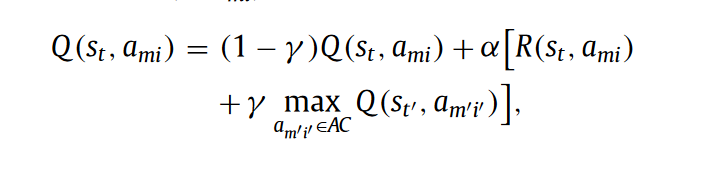 Q(s_t, a_{mi}) = (1 − γ)Q(s_t, a_{mi}) + α[R(s_t, a_{mi})
+ γ max_{a_{m'i'} ∈ AC} Q(s_{t'}, a_{m'i'})],